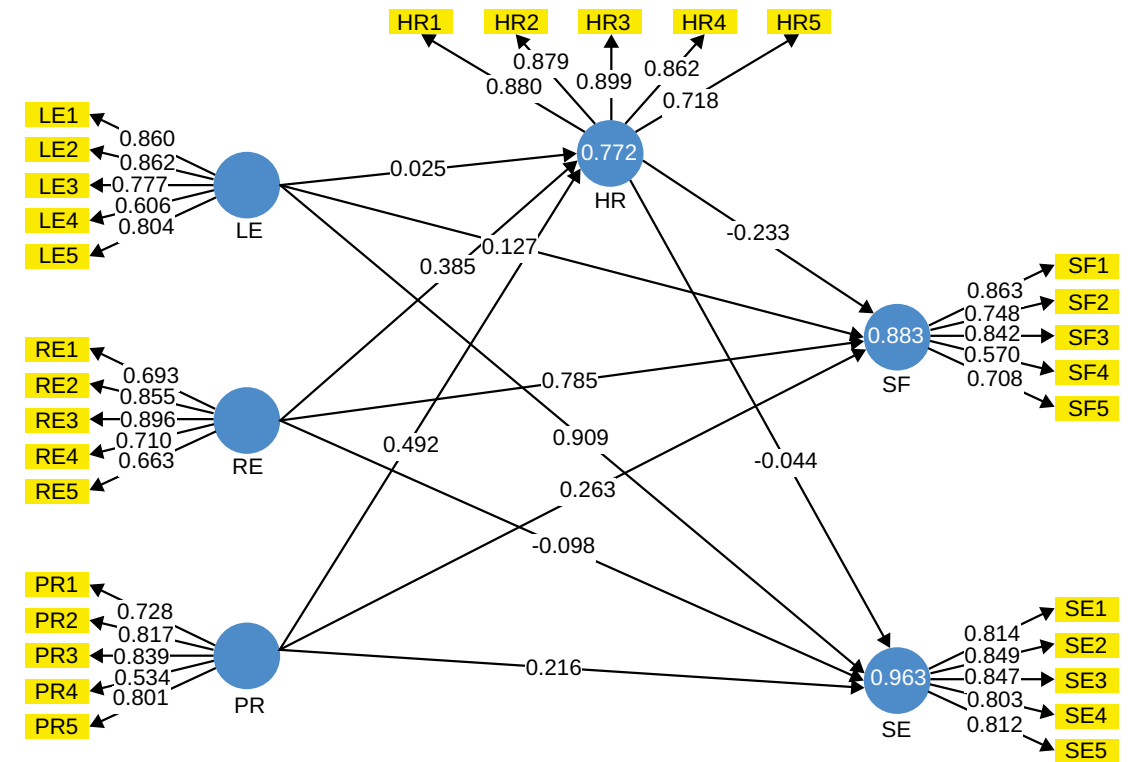 HR1 HR2 HR3 HR4 HR5
0.879
0.862
0.899
0.880
0.718
LE1
0.860
LE2
0.862
LE3
0.777
LE4
0.606
LE5
0.804
LE
0.025
0.772
HR
-0.233
0.127
0.385
SF1
0.863
SF2
0.748
SF3
0.842
SF4
0.570
SF5
0.708
0.883
SF
RE1
0.693
RE2
0.855
RE3
0.896
RE4
0.710
RE5
0.663
RE
0.785
0.492
0.909
-0.044
0.263
-0.098
PR1
0.728
PR2
0.817
PR3
0.839
PR4
0.534
PR5
0.801
PR
0.216
0.963
SE
SE1
0.814
SE2
0.849
SE3
0.847
SE4
0.803
SE5
0.812